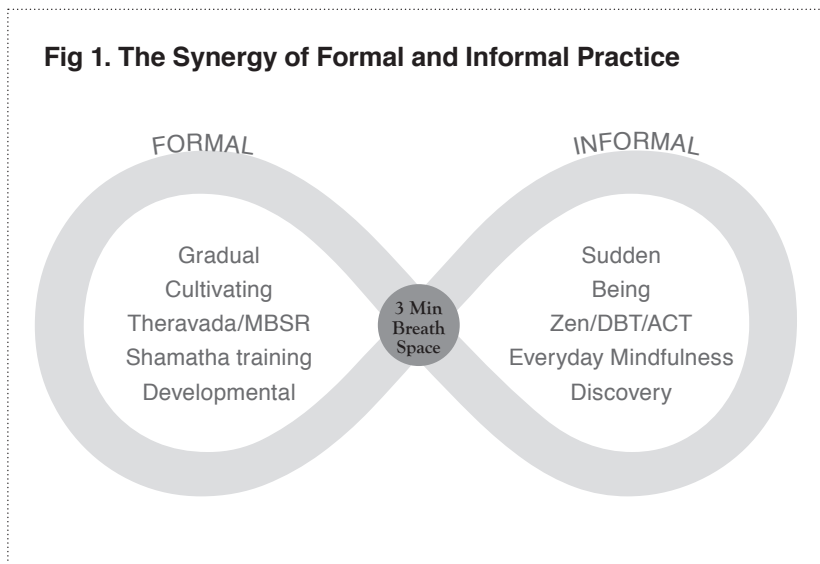 Fig 1. The Synergy of Formal and Informal Practice
FORMAL
Gradual
Cultivating
Theravada/MBSR
Shamatha training
Developmental
3 Min
Breath
Space
INFORMAL
Sudden
Being
Zen/DBT/ACT
Everyday Mindfulness
Discovery